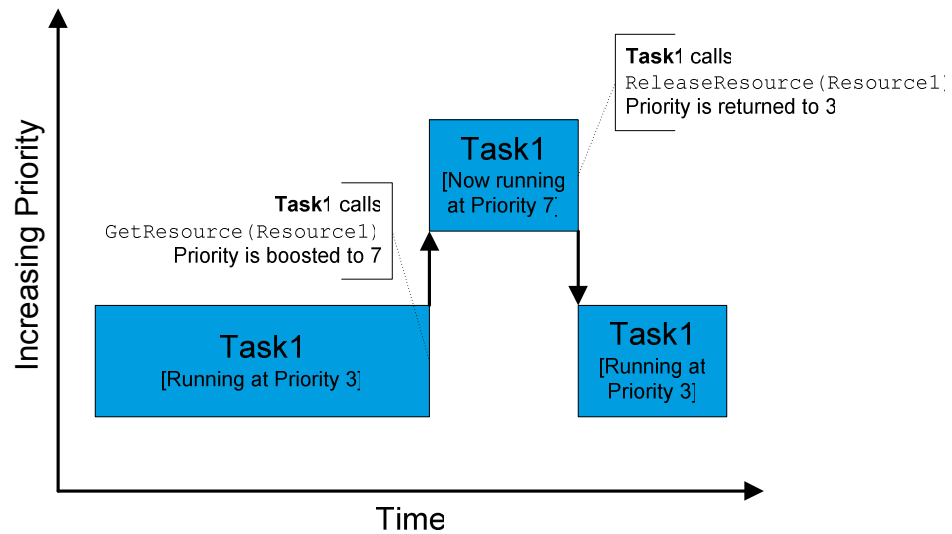 Task1 calls
ReleaseResource(Resource1)
Priority is returned to 3
Task1
[Now running
at Priority 7]
Task1 calls
GetResource(Resource1)
Priority is boosted to 7
Increasing Priority
Task1
[Running at Priority 3]
Task1
[Running at
Priority 3]
Time